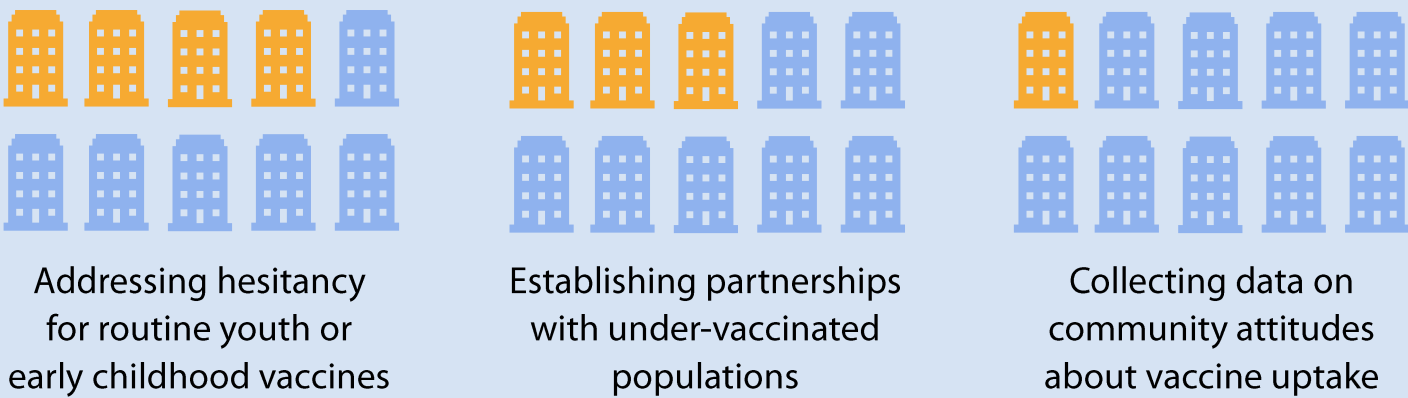 Addressing hesitancy
for routine youth or
early childhood vaccines
Establishing partnerships
with under-vaccinated
populations
Collecting data on
community attitudes
about vaccine uptake